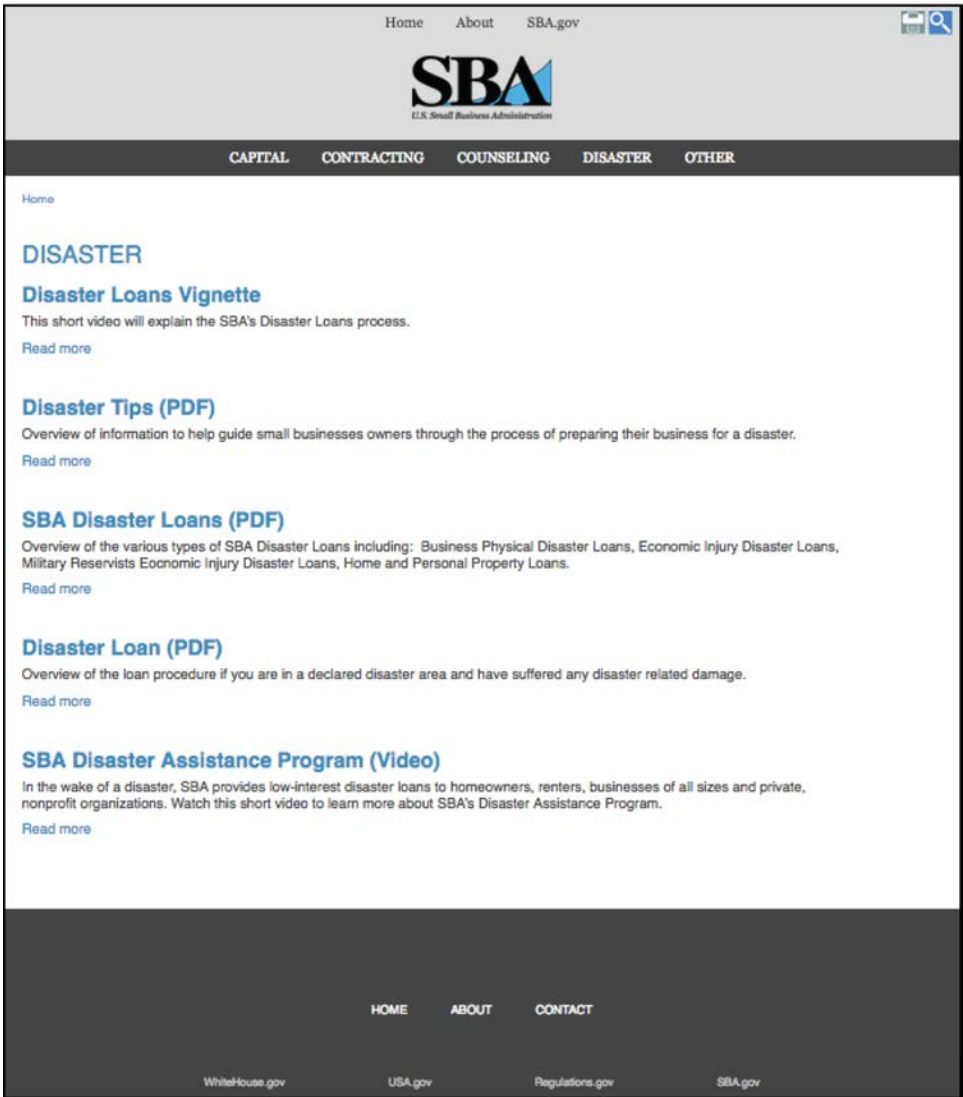 Home About SBA.gov
SBA
U.S. Small Business Administration
CAPITAL CONTRACTING COUNSELING DISASTER OTHER
Home
DISASTER
Disaster Loans Vignette
This short video will explain the SBA's Disaster Loans process.
Read more
Disaster Tips (PDF)
Overview of information to help guide small businesses owners through the process of preparing their business for a disaster.
Read more
SBA Disaster Loans (PDF)
Overview of the various types of SBA Disaster Loans including: Business Physical Disaster Loans, Economic Injury Disaster Loans,
Military Reservists Eocnomic Injury Disaster Loans, Home and Personal Property Loans.
Read more
Disaster Loan (PDF)
Overview of the loan procedure if you are in a declared disaster area and have suffered any disaster related damage.
Read more
SBA Disaster Assistance Program (Video)
In the wake of a disaster, SBA provides low-interest disaster loans to homeowners, renters, businesses of all sizes and private,
nonprofit organizations. Watch this short video to learn more about SBA's Disaster Assistance Program.
Read more
HOME ABOUT CONTACT
WhiteHouse.gov USA.gov Regulations.gov SBA.gov